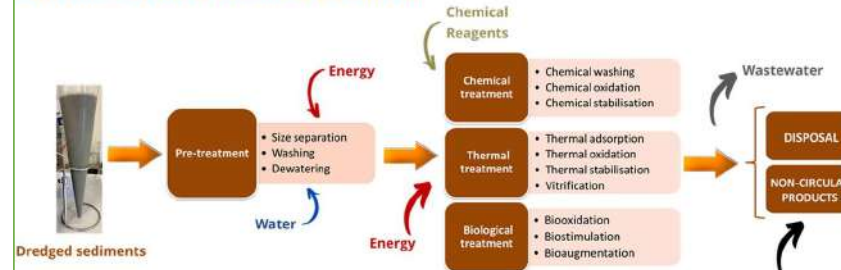 Chemical
Reagents
Energy
Wastewater
Chemical
treatment
• Chemical washing
• Chemical oxidation
• Chemical stabilisation
Pre-treatment
• Size separation
• Washing
• Dewatering
Thermal
treatment
• Thermal adsorption
• Thermal oxidation
• Thermal stabilisation
• Vitrification
DISPOSAL
NON-CIRCULA
PRODUCTS
Water
Energy
Biological
treatment
• Biooxidation
• Biostimulation
• Bioaugmentation
Dredged sediments